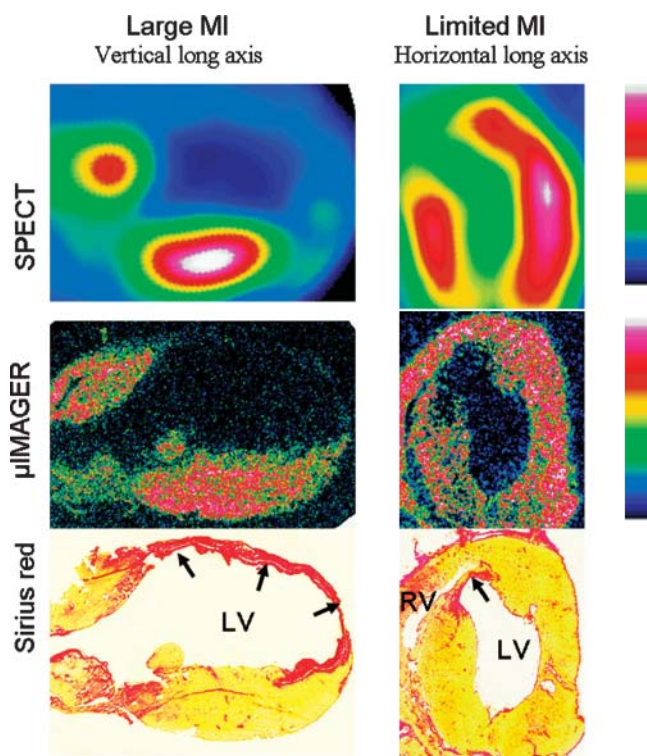 Large MI
Vertical long axis
Limited MI
Horizontal long axis
SPECT
µIMAGER
Sirius red
LV
RV
LV